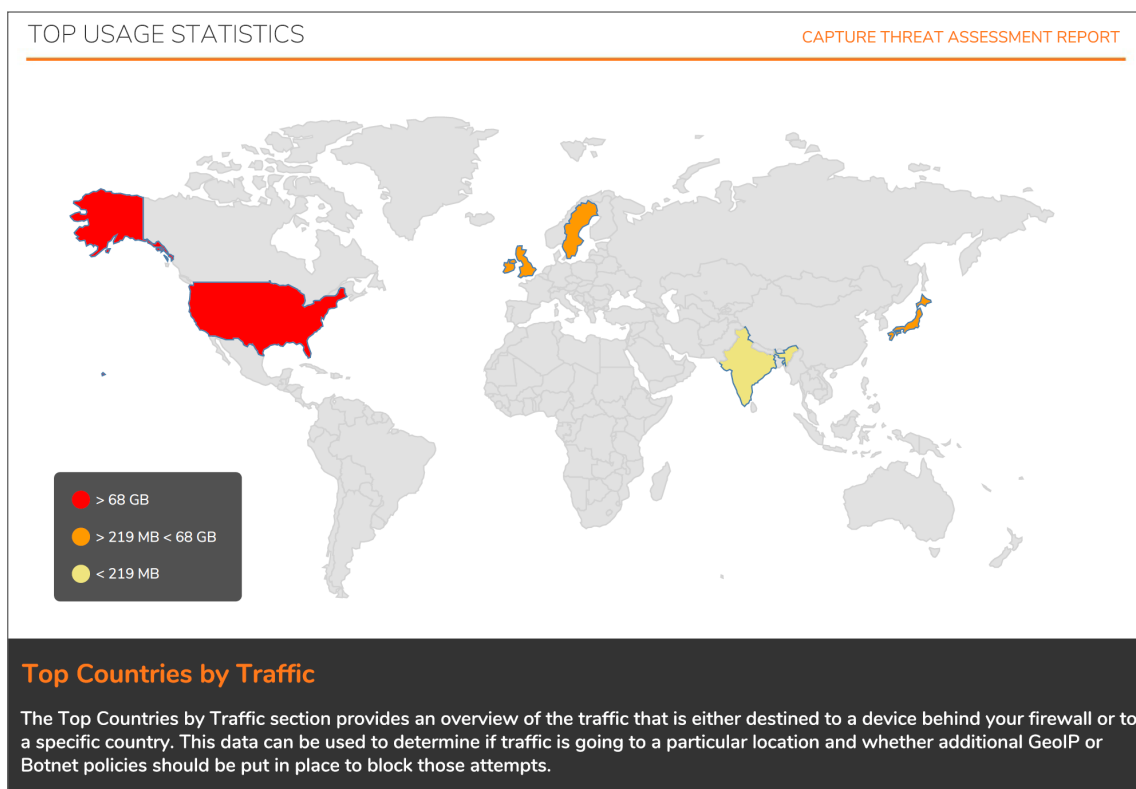 TOP USAGE STATISTICS
CAPTURE THREAT ASSESSMENT REPORT
> 68 GB
> 219 MB < 68 GB
< 219 MB
Top Countries by Traffic
The Top Countries by Traffic section provides an overview of the traffic that is either destined to a device behind your firewall or to
a specific country. This data can be used to determine if traffic is going to a particular location and whether additional GeoIP or
Botnet policies should be put in place to block those attempts.